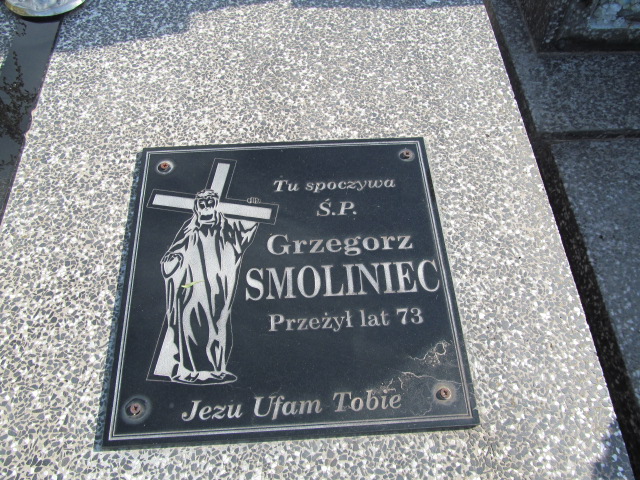 Tu spoczywa
Ś.P.
Grzegorz
SMOLINIEC
Przeżył lat 73
Jezu Ufam Tobie